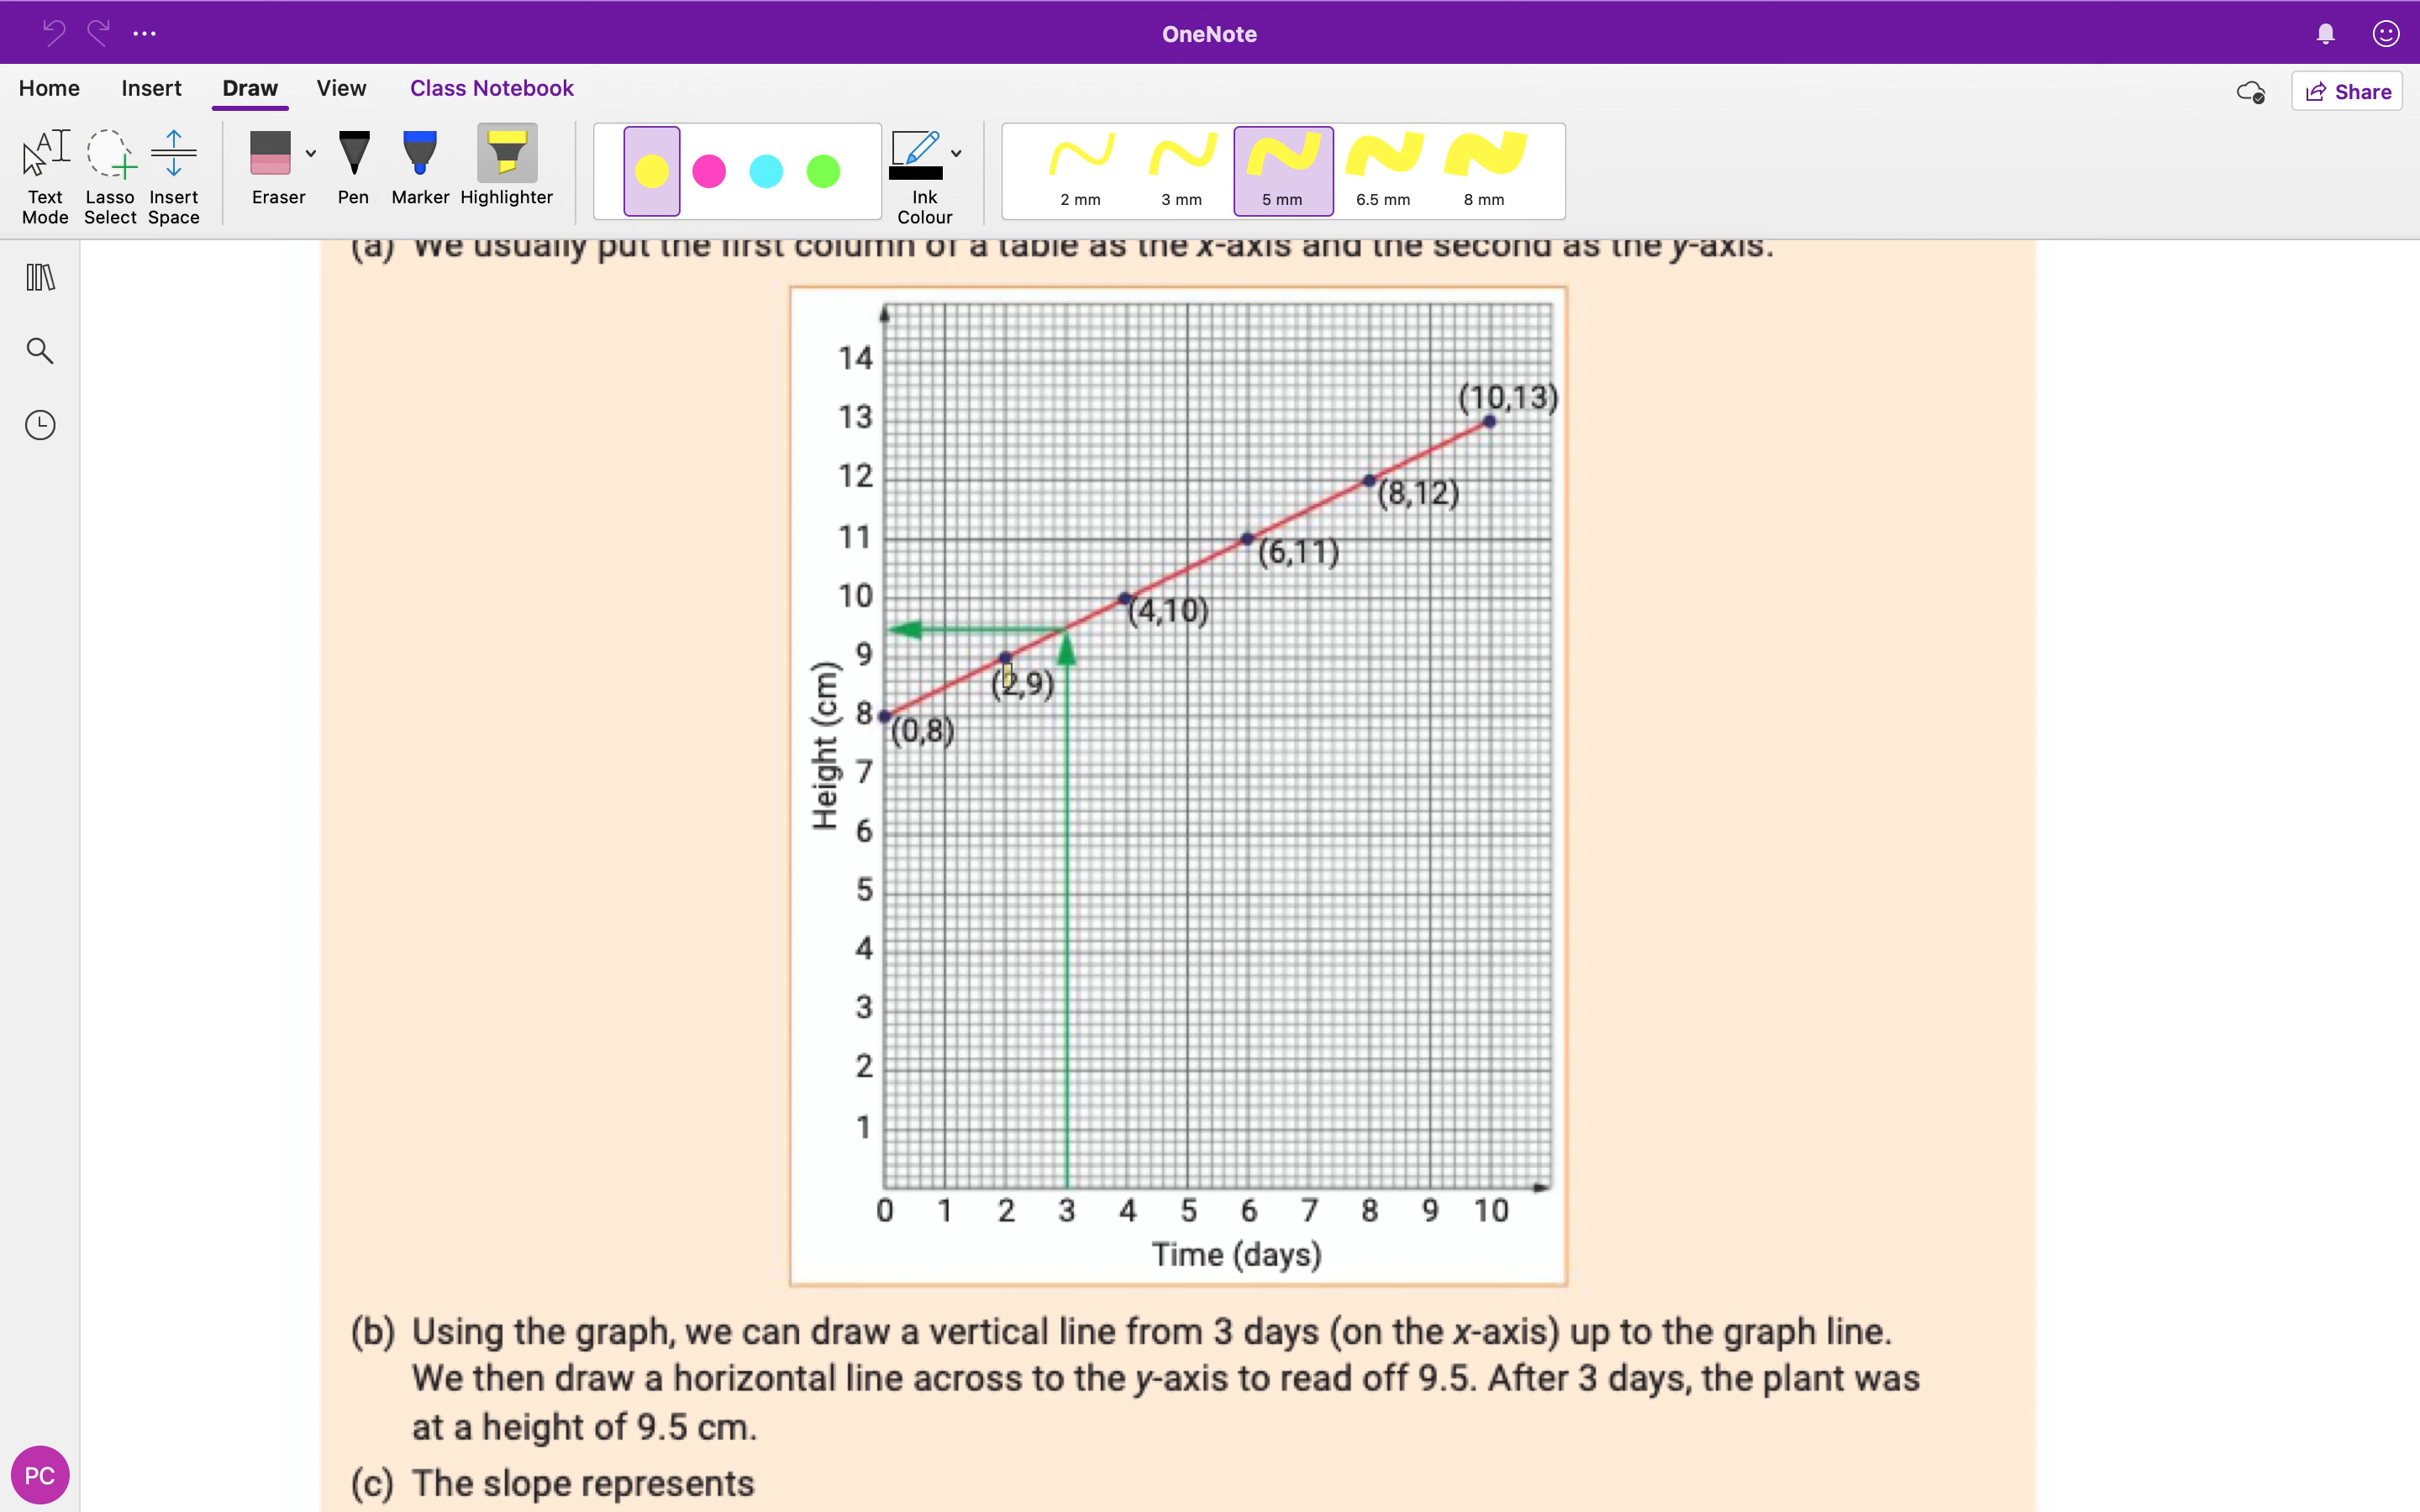 OneNote
Home Insert Draw View Class Notebook
Share
Text Mode
Lasso Select
Insert Space
Eraser
Pen
Marker
Highlighter
Ink Colour
2 mm
3 mm
5 mm
6.5 mm
8 mm
(a) We usually put the first column of a table as the x-axis and the second as the y-axis.
14
13
12
11
10
9
8
7
6
5
4
3
2
1
Height (cm)
(10,13)
(8,12)
(6,11)
(4,10)
(2,9)
(0,8)
0 1 2 3 4 5 6 7 8 9 10
Time (days)
(b) Using the graph, we can draw a vertical line from 3 days (on the x-axis) up to the graph line.
We then draw a horizontal line across to the y-axis to read off 9.5. After 3 days, the plant was
at a height of 9.5 cm.
(c) The slope represents
PC